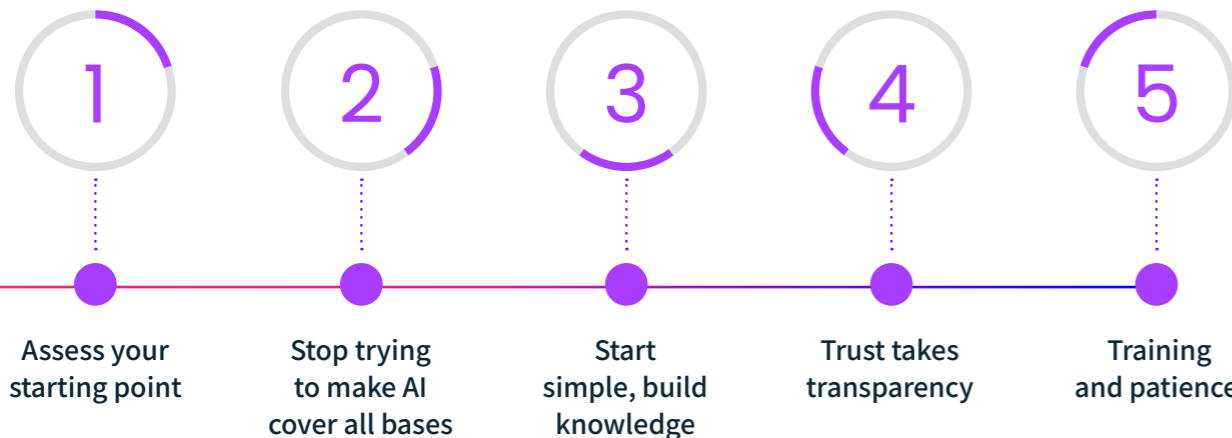 1
2
3
4
5
Assess your
starting point
Stop trying
to make AI
cover all bases
Start
simple, build
knowledge
Trust takes
transparency
Training
and patience